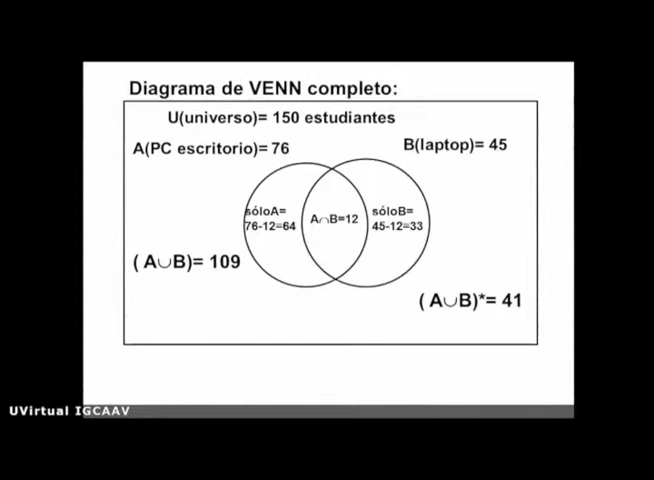 Diagrama de VENN completo:
U(universo)= 150 estudiantes
A(PC escritorio)= 76
B(laptop)= 45
sóloA=
76-12=64
A∩B=12
sóloB=
45-12=33
( A∪B)= 109
( A∪B)*= 41
UVirtual IGCAAV